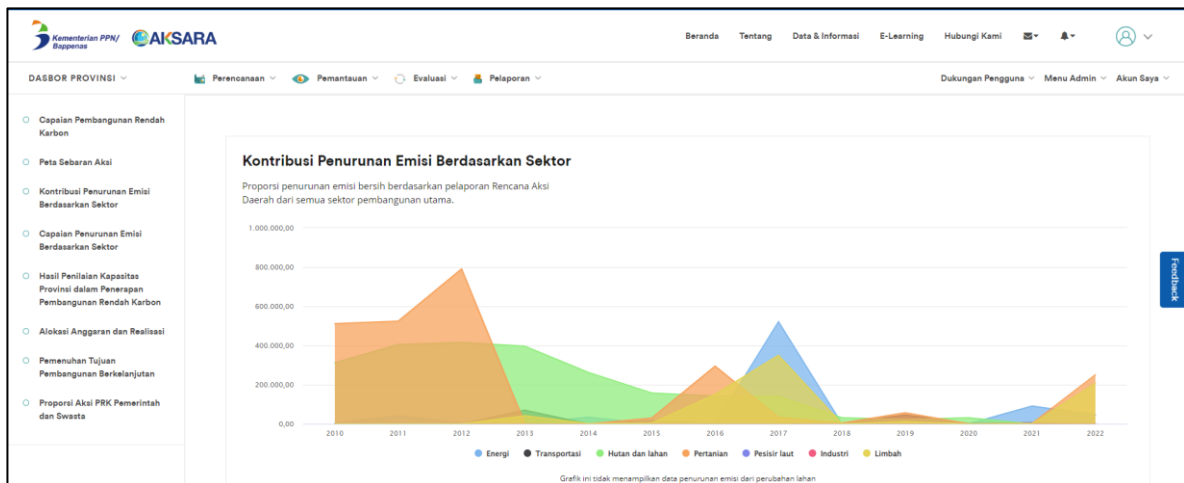 Kementerian PPN/
Bappenas
AKSARA
Beranda Tentang Data & Informasi E-Learning Hubungi Kami
DASBOR PROVINSI Perencanaan Pemantauan Evaluasi Pelaporan Dukungan Pengguna Menu Admin Akun Saya
Capaian Pembangunan Rendah
Karbon
Peta Sebaran Aksi
Kontribusi Penurunan Emisi
Berdasarkan Sektor
Capaian Penurunan Emisi
Berdasarkan Sektor
Hasil Penilaian Kapasitas
Provinsi dalam Penerapan
Pembangunan Rendah Karbon
Alokasi Anggaran dan Realisasi
Pemenuhan Tujuan
Pembangunan Berkelanjutan
Proporsi Aksi PRK Pemerintah
dan Swasta
Kontribusi Penurunan Emisi Berdasarkan Sektor
Proporsi penurunan emisi bersih berdasarkan pelaporan Rencana Aksi
Daerah dari semua sektor pembangunan utama.
1.000.000,00
800.000,00
600.000,00
400.000,00
200.000,00
0,00
2010 2011 2012 2013 2014 2015 2016 2017 2018 2019 2020 2021 2022
Energi Transportasi Hutan dan lahan Pertanian Pesisir laut Industri Limbah
Grafik ini tidak menampilkan data penurunan emisi dari perubahan lahan
Feedback